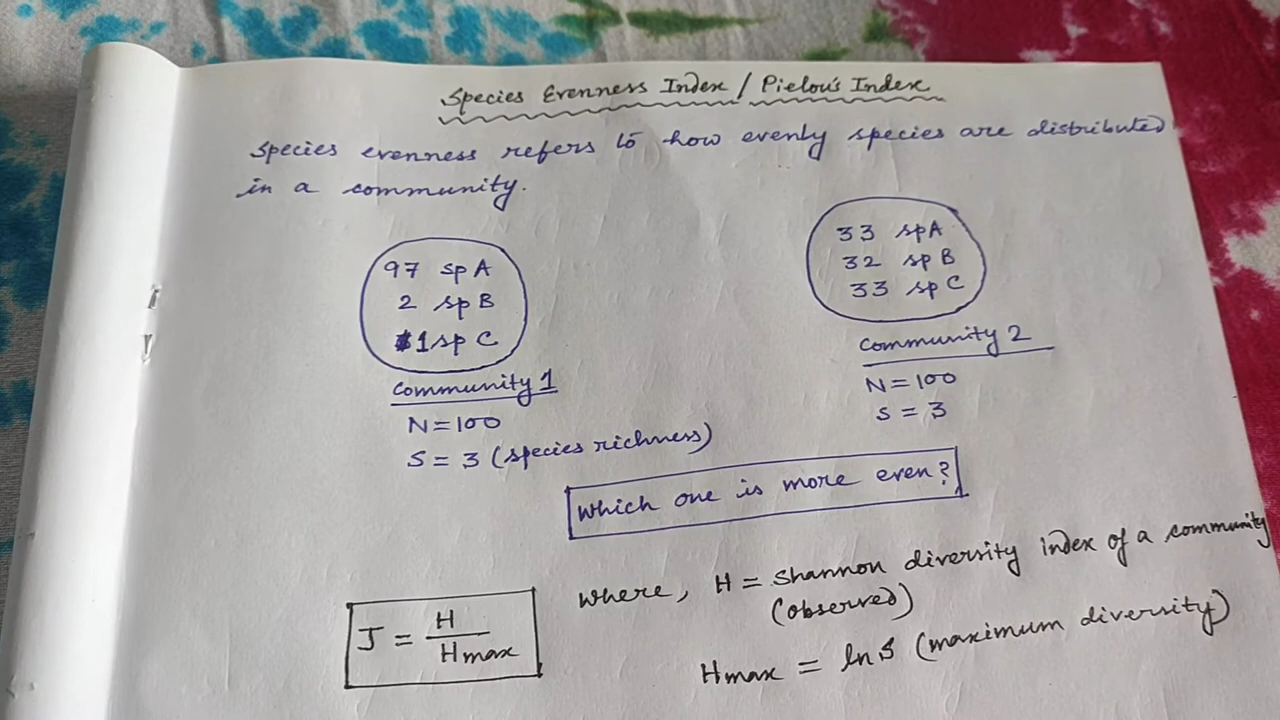 Species Evenness Index / Pielou's Index
Species evenness refers to how evenly species are distributed
in a community.
97 sp A
2 sp B
1 sp C
Community 1
N = 100
S = 3 (species richness)
33 sp A
32 sp B
33 sp C
Community 2
N = 100
S = 3
Which one is more even?
J = H / Hmax
where, H = Shannon diversity index of a community
(observed)
Hmax = ln S (maximum diversity)